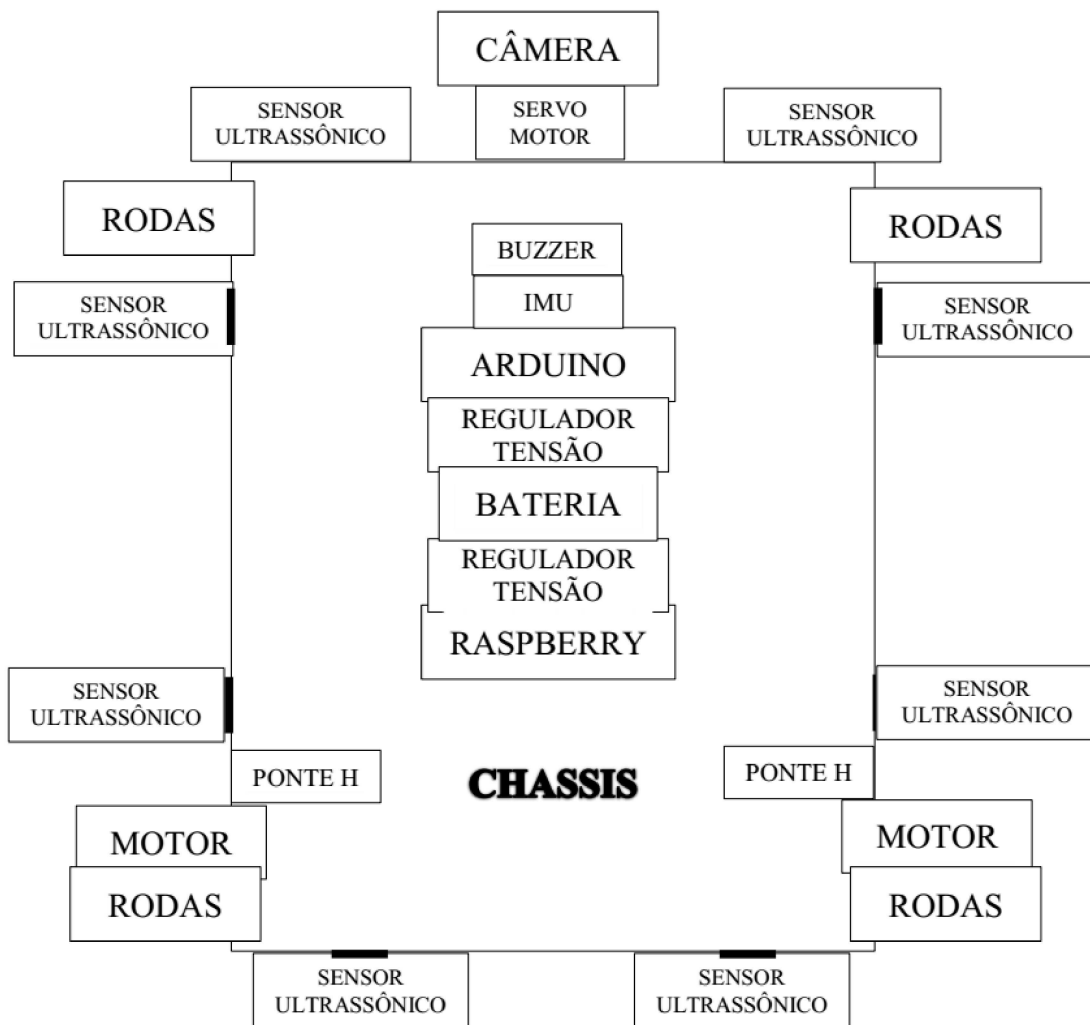 CÂMERA
SENSOR
ULTRASSÔNICO
SERVO
MOTOR
SENSOR
ULTRASSÔNICO
RODAS
RODAS
BUZZER
SENSOR
ULTRASSÔNICO
IMU
SENSOR
ULTRASSÔNICO
ARDUINO
REGULADOR
TENSÃO
BATERIA
REGULADOR
TENSÃO
RASPBERRY
SENSOR
ULTRASSÔNICO
SENSOR
ULTRASSÔNICO
PONTE H
CHASSIS
PONTE H
MOTOR
MOTOR
RODAS
RODAS
SENSOR
ULTRASSÔNICO
SENSOR
ULTRASSÔNICO